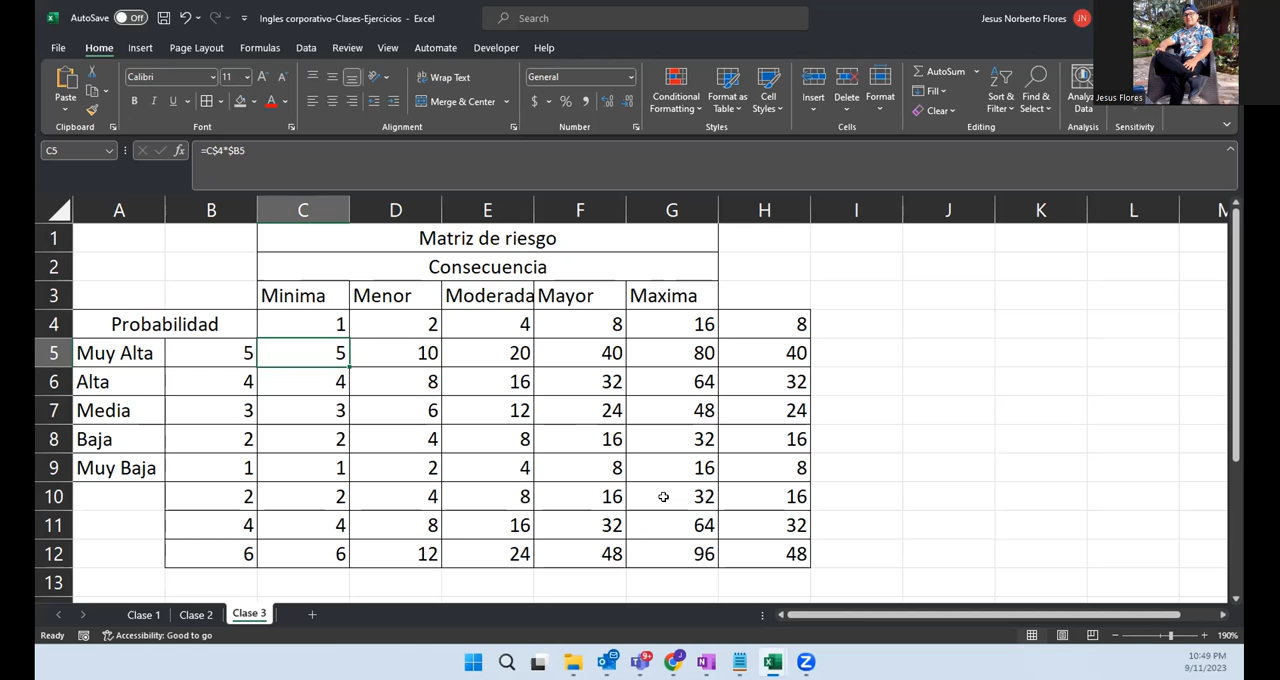 AutoSave Off Ingles corporativo-Clases-Ejercicios - Excel Search Jesus Norberto Flores JN
File Home Insert Page Layout Formulas Data Review View Automate Developer Help
Paste Calibri 11 Wrap Text General Conditional Formatting Format as Table Cell Styles Insert Delete Format AutoSum Sort & Filter Find & Select Analyz Data Jesus Flores
Merge & Center $ % Fill Clear
Clipboard Font Alignment Number Styles Cells Editing Analysis Sensitivity
C5 fx =C$4*$B5
A B C D E F G H I J K L M
1 Matriz de riesgo
2 Consecuencia
3 Minima Menor Moderada Mayor Maxima
4 Probabilidad 1 2 4 8 16 8
5 Muy Alta 5 5 10 20 40 80 40
6 Alta 4 4 8 16 32 64 32
7 Media 3 3 6 12 24 48 24
8 Baja 2 2 4 8 16 32 16
9 Muy Baja 1 1 2 4 8 16 8
10 2 2 4 8 16 32 16
11 4 4 8 16 32 64 32
12 6 6 12 24 48 96 48
13
Clase 1 Clase 2 Clase 3
Ready Accessibility: Good to go 190%
10:49 PM
9/11/2023